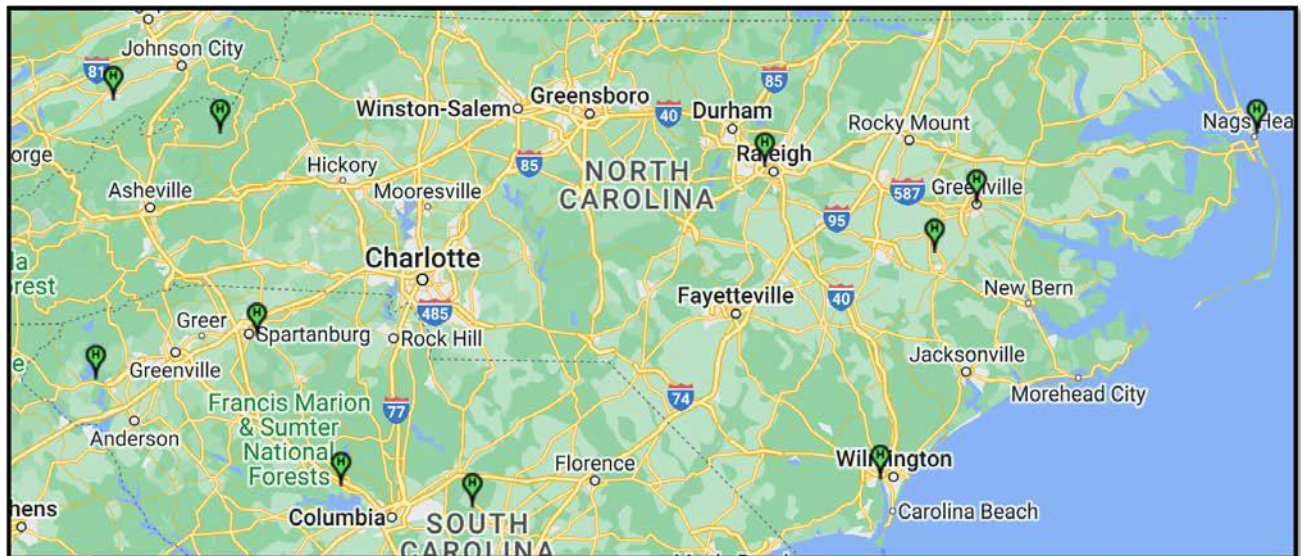 Johnson City
81
H
H
85
Winston-Salem
Greensboro
40
Durham
H
Nags Hea
Rocky Mount
H
Raleigh
orge
Hickory
85
NORTH
CAROLINA
Asheville
Mooresville
587
H
Greenville
95
H
Charlotte
la
orest
New Bern
Fayetteville
40
485
H
Greer
Spartanburg
Rock Hill
H
Greenville
Jacksonville
Morehead City
74
77
Francis Marion
& Sumter
National
Forests
Anderson
H
H
Florence
H
Wilmington
hens
Columbia
SOUTH
CAROLINA
Carolina Beach